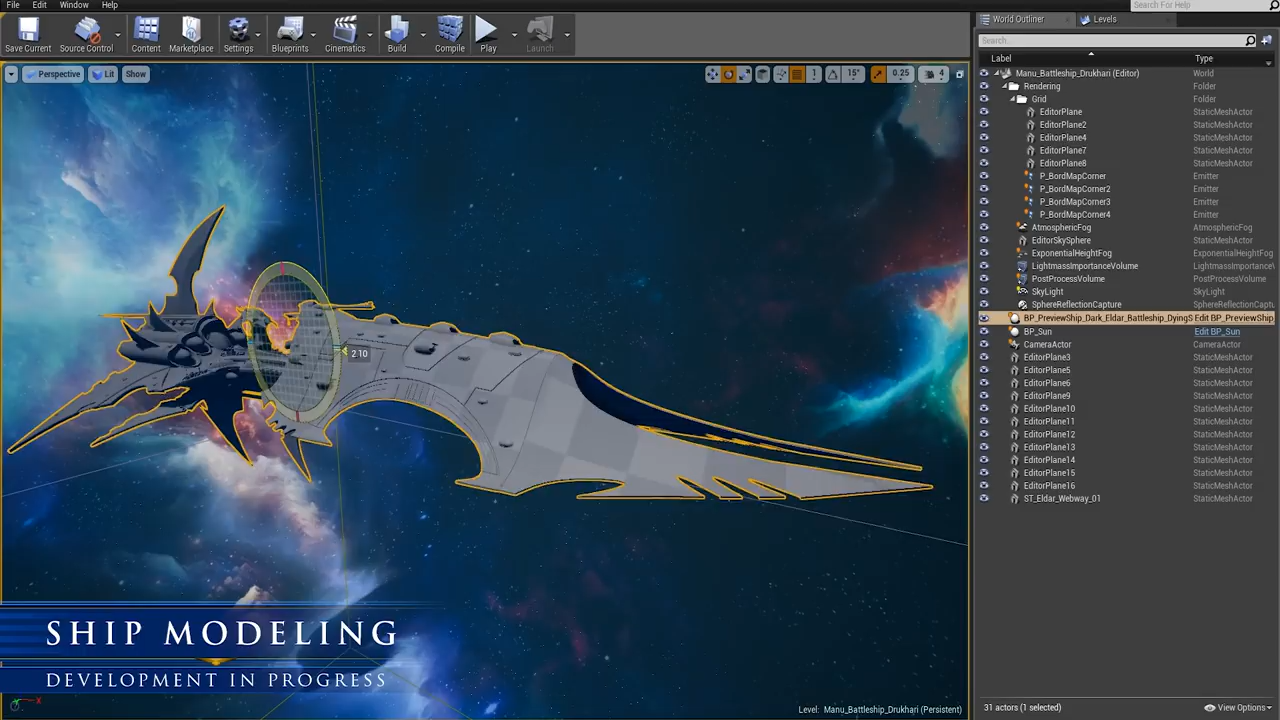 File Edit Window Help
Search For Help
Save Current Source Control Content Marketplace Settings Blueprints Cinematics Build Compile Play Launch
World Outliner Levels
Search...
Label Type
Perspective Lit Show
15° 0.25 4
Manu_Battleship_Drukhari (Editor) World
Rendering Folder
Grid Folder
EditorPlane StaticMeshActor
EditorPlane2 StaticMeshActor
EditorPlane4 StaticMeshActor
EditorPlane7 StaticMeshActor
EditorPlane8 StaticMeshActor
P_BordMapCorner Emitter
P_BordMapCorner2 Emitter
P_BordMapCorner3 Emitter
P_BordMapCorner4 Emitter
AtmosphericFog AtmosphericFog
EditorSkySphere StaticMeshActor
ExponentialHeightFog ExponentialHeightFog
LightmassImportanceVolume LightmassImportanceV
PostProcessVolume PostProcessVolume
SkyLight SkyLight
SphereReflectionCapture SphereReflectionCapt
BP_PreviewShip_Dark_Eldar_Battleship_DyingS Edit BP_PreviewShip
BP_Sun Edit BP_Sun
CameraActor CameraActor
EditorPlane3 StaticMeshActor
EditorPlane5 StaticMeshActor
EditorPlane6 StaticMeshActor
EditorPlane9 StaticMeshActor
EditorPlane10 StaticMeshActor
EditorPlane11 StaticMeshActor
EditorPlane12 StaticMeshActor
EditorPlane13 StaticMeshActor
EditorPlane14 StaticMeshActor
EditorPlane15 StaticMeshActor
EditorPlane16 StaticMeshActor
ST_Eldar_Webway_01 StaticMeshActor
2.10
SHIP MODELING
DEVELOPMENT IN PROGRESS
X
Level: Manu_Battleship_Drukhari (Persistent)
31 actors (1 selected) View Options